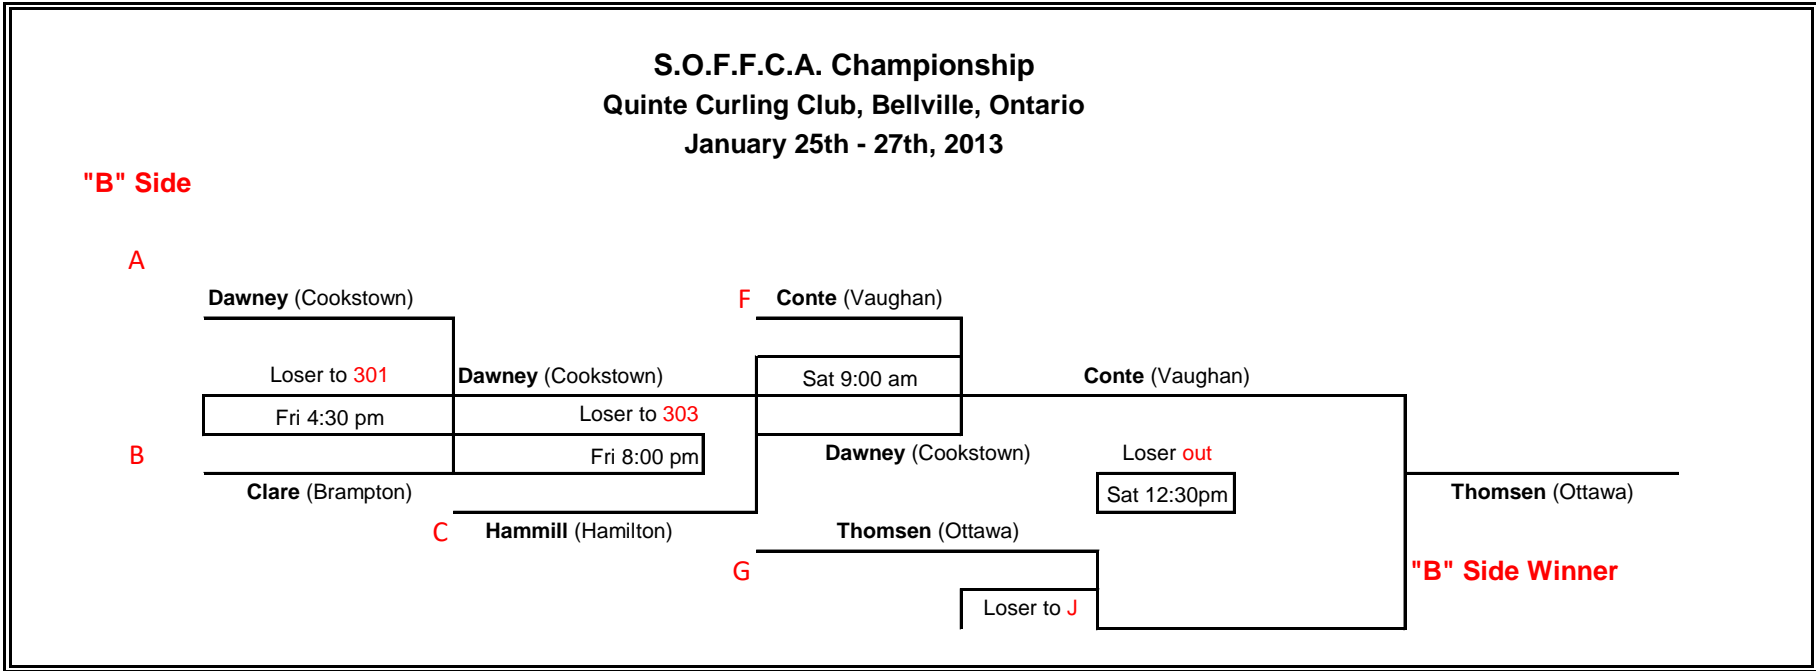 S.O.F.F.C.A. Championship
Quinte Curling Club, Bellville, Ontario
January 25th - 27th, 2013
"B" Side
A
Dawney (Cookstown)
F
Conte (Vaughan)
Loser to 301
Dawney (Cookstown)
Sat 9:00 am
Conte (Vaughan)
Fri 4:30 pm
Loser to 303
B
Fri 8:00 pm
Dawney (Cookstown)
Loser out
Clare (Brampton)
Sat 12:30pm
Thomsen (Ottawa)
C
Hammill (Hamilton)
Thomsen (Ottawa)
G
"B" Side Winner
Loser to J